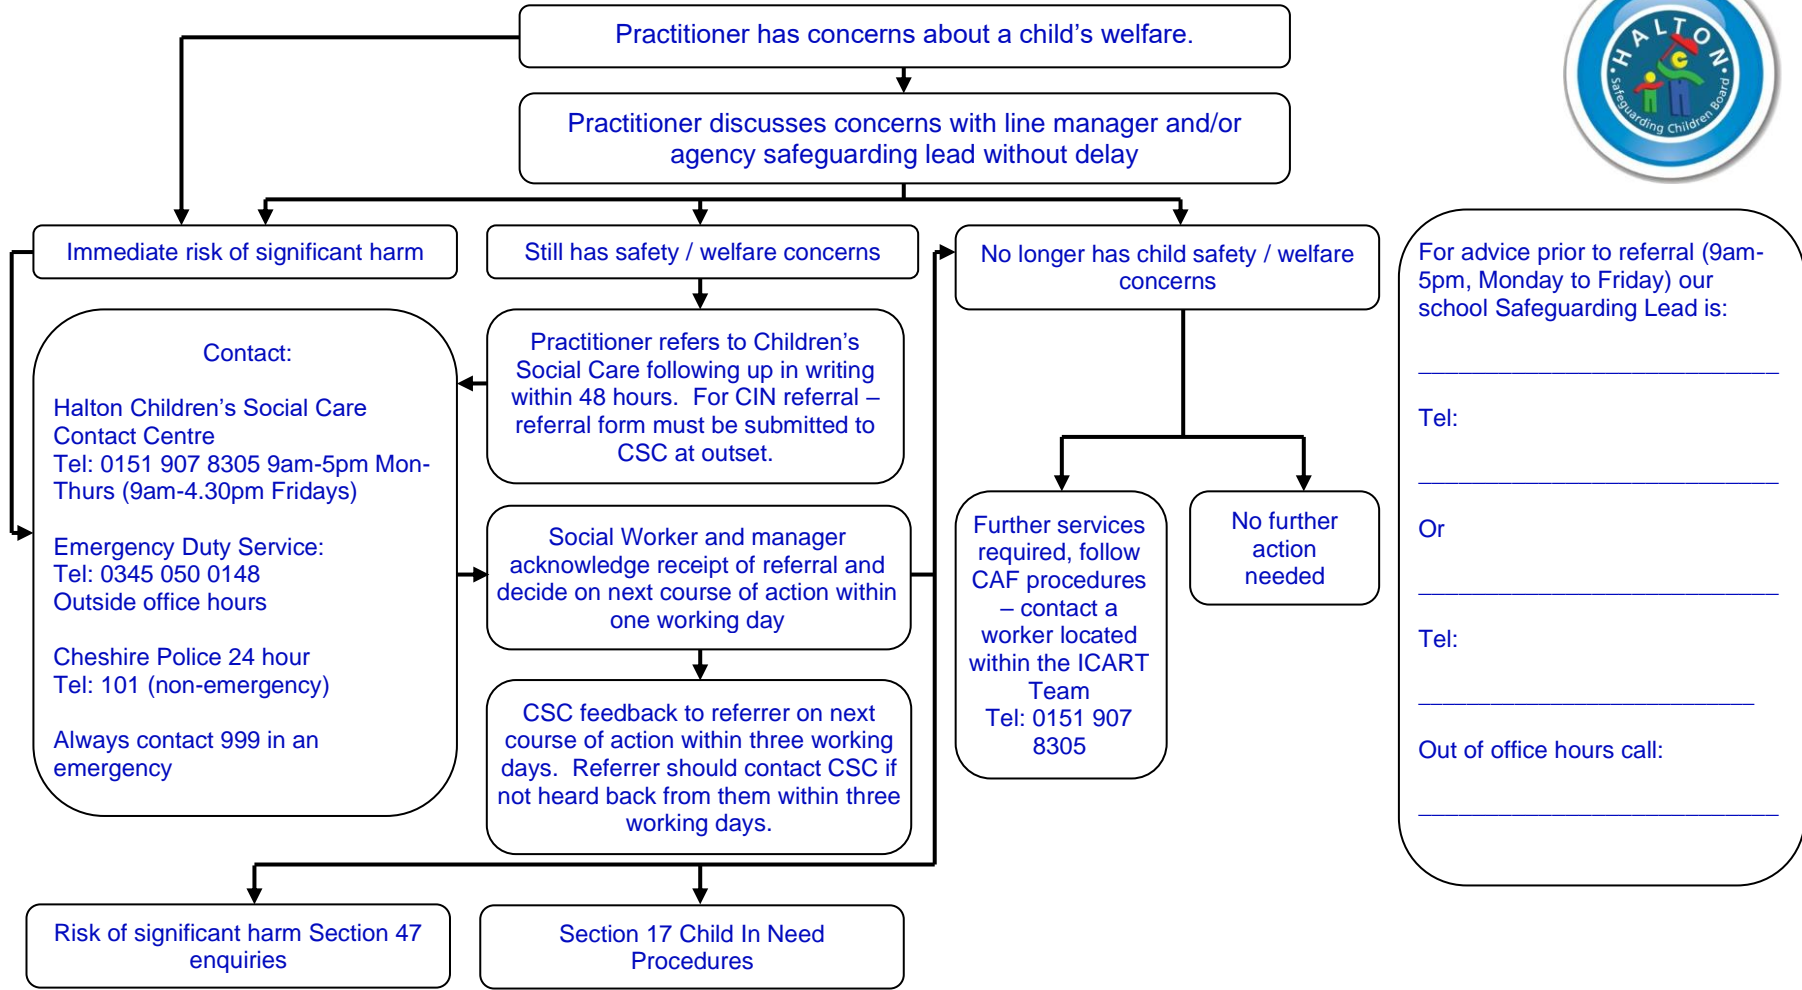 Practitioner has concerns about a child’s welfare.
HALTON
Safeguarding Children Board
Practitioner discusses concerns with line manager and/or
agency safeguarding lead without delay
Immediate risk of significant harm
Still has safety / welfare concerns
No longer has child safety / welfare
concerns
Contact:
Halton Children’s Social Care
Contact Centre
Tel: 0151 907 8305 9am-5pm Mon-
Thurs (9am-4.30pm Fridays)
Emergency Duty Service:
Tel: 0345 050 0148
Outside office hours
Cheshire Police 24 hour
Tel: 101 (non-emergency)
Always contact 999 in an
emergency
Practitioner refers to Children’s
Social Care following up in writing
within 48 hours.  For CIN referral –
referral form must be submitted to
CSC at outset.
Social Worker and manager
acknowledge receipt of referral and
decide on next course of action within
one working day
CSC feedback to referrer on next
course of action within three working
days.  Referrer should contact CSC if
not heard back from them within three
working days.
Further services
required, follow
CAF procedures
– contact a
worker located
within the ICART
Team
Tel: 0151 907
8305
No further
action
needed
For advice prior to referral (9am-
5pm, Monday to Friday) our
school Safeguarding Lead is:
______________________________
Tel:
______________________________
Or
______________________________
Tel:
____________________________
Out of office hours call:
______________________________
Risk of significant harm Section 47
enquiries
Section 17 Child In Need
Procedures